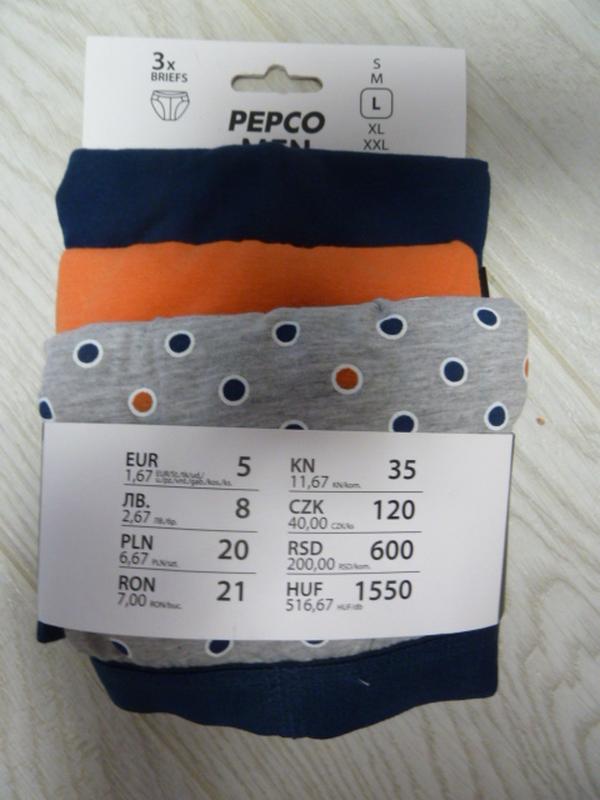 3x
BRIEFS
S
M
L
XL
XXL
PEPCO
MEN
EUR 5
1,67 EUR/St./tk/ud./
u./pz./vnt./gab./kos./ks.
ЛВ. 8
2,67 ЛВ./бр.
PLN 20
6,67 PLN/szt.
RON 21
7,00 RON/buc.
KN 35
11,67 KN/kom.
CZK 120
40,00 CZK/ks
RSD 600
200,00 RSD/kom.
HUF 1550
516,67 HUF/db